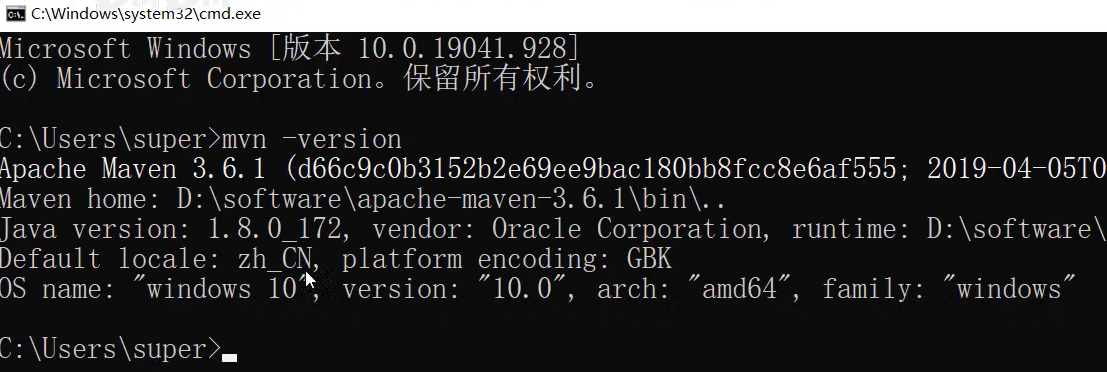 C:\Windows\system32\cmd.exe
Microsoft Windows [版本 10.0.19041.928]
(c) Microsoft Corporation。保留所有权利。
C:\Users\super>mvn -version
Apache Maven 3.6.1 (d66c9c0b3152b2e69ee9bac180bb8fcc8e6af555; 2019-04-05T0
Maven home: D:\software\apache-maven-3.6.1\bin\..
Java version: 1.8.0_172, vendor: Oracle Corporation, runtime: D:\software\
Default locale: zh_CN, platform encoding: GBK
OS name: "windows 10", version: "10.0", arch: "amd64", family: "windows"
C:\Users\super>